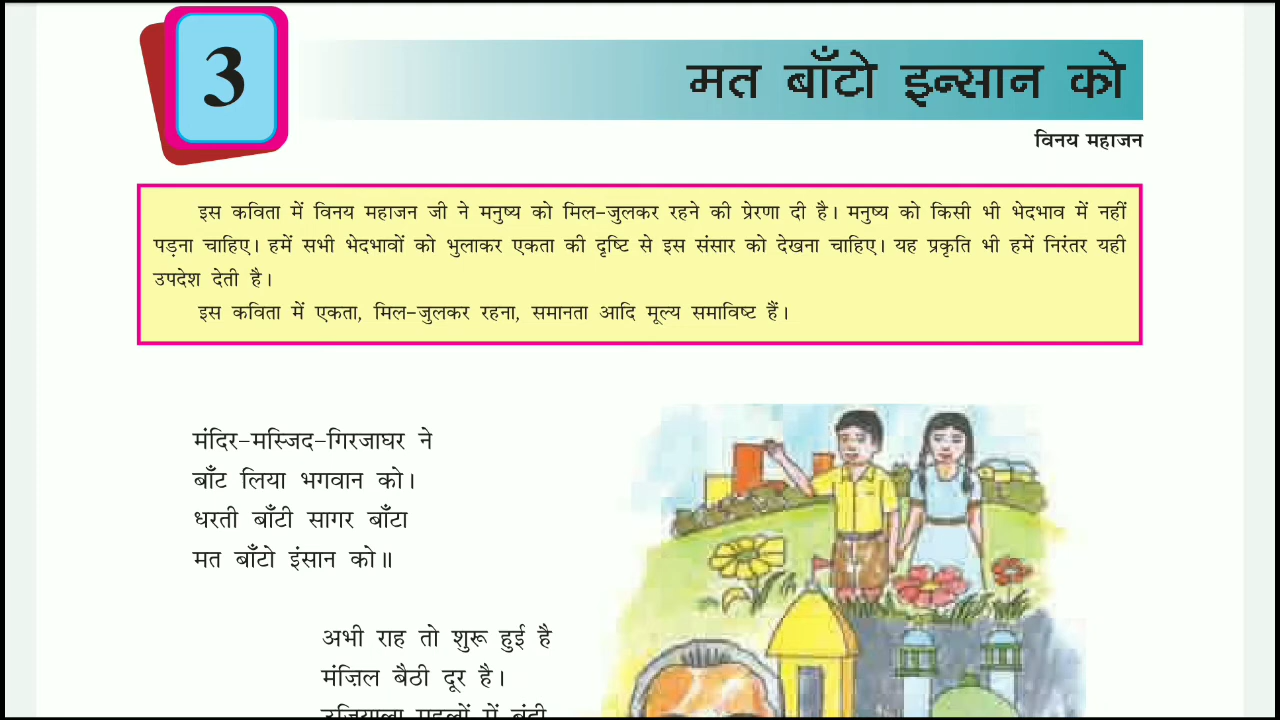 3
मत बाँटो इन्सान को
विनय महाजन
इस कविता में विनय महाजन जी ने मनुष्य को मिल-जुलकर रहने की प्रेरणा दी है। मनुष्य को किसी भी भेदभाव में नहीं
पड़ना चाहिए। हमें सभी भेदभावों को भुलाकर एकता की दृष्टि से इस संसार को देखना चाहिए। यह प्रकृति भी हमें निरंतर यही
उपदेश देती है।
इस कविता में एकता, मिल-जुलकर रहना, समानता आदि मूल्य समाविष्ट हैं।
मंदिर-मस्जिद-गिरजाघर ने
बाँट लिया भगवान को।
धरती बाँटी सागर बाँटा
मत बाँटो इंसान को॥
अभी राह तो शुरू हुई है
मंज़िल बैठी दूर है।
उजियाला महलों में बंदी